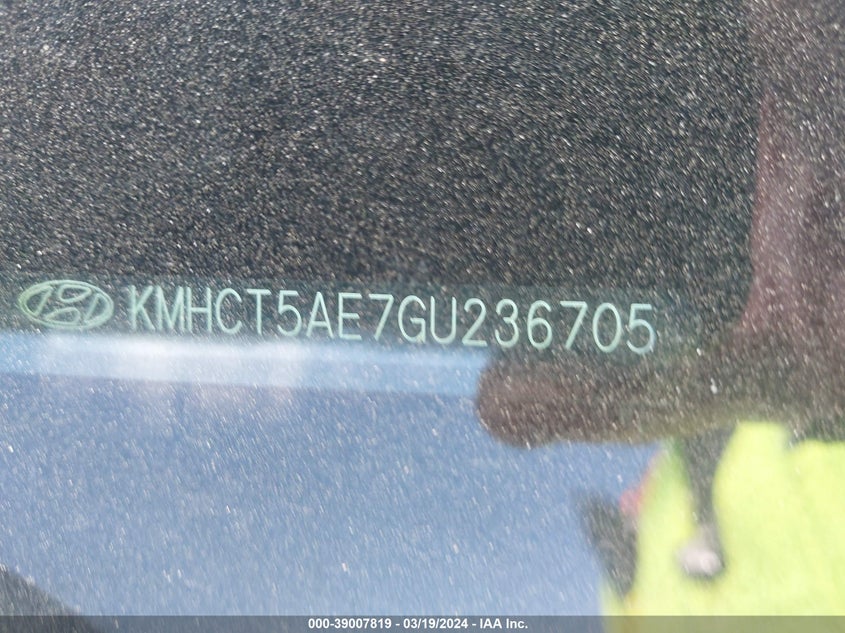 KMHCT5AE7GU236705
000-39007819 - 03/19/2024 - IAA Inc.